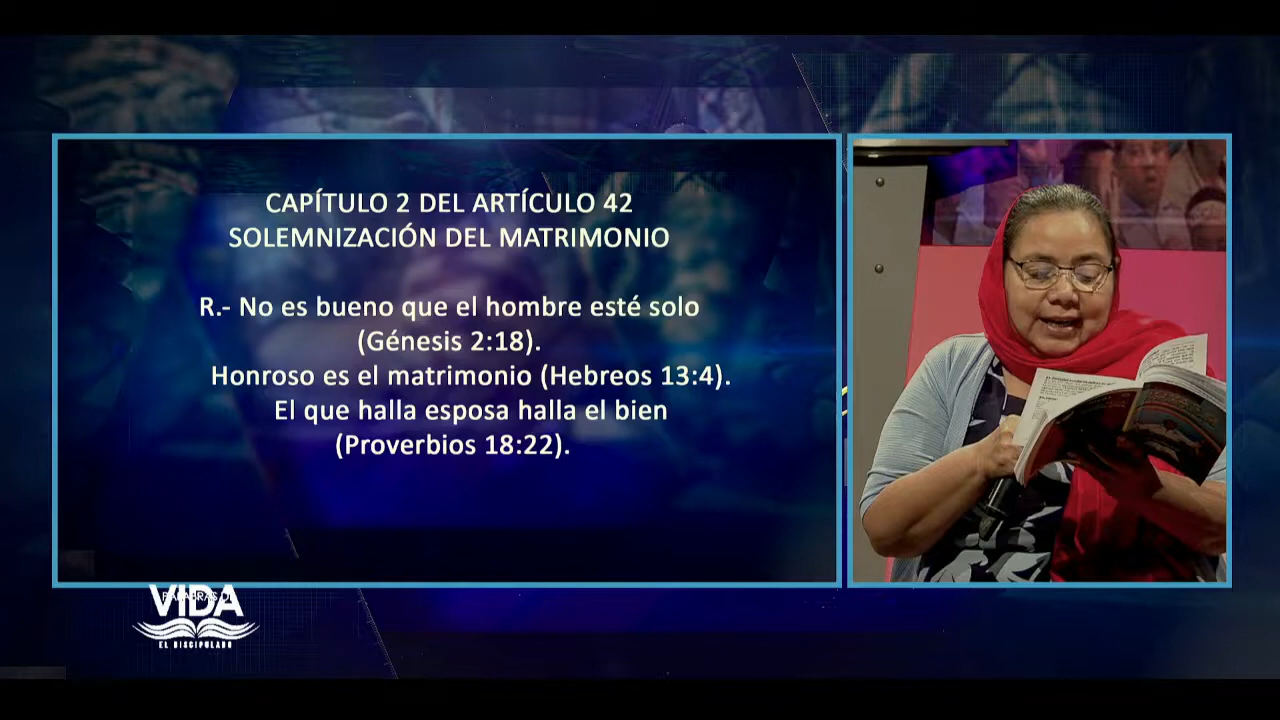 CAPÍTULO 2 DEL ARTÍCULO 42
SOLEMNIZACIÓN DEL MATRIMONIO
R.- No es bueno que el hombre esté solo
(Génesis 2:18).
Honroso es el matrimonio (Hebreos 13:4).
El que halla esposa halla el bien
(Proverbios 18:22).
PALABRAS DE
VIDA
EL DISCIPULADO